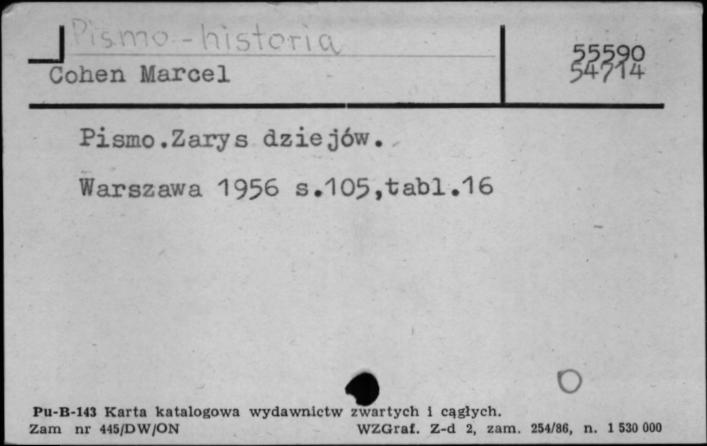 Pismo - historia
55590
Cohen Marcel
54714
Pismo.Zarys dziejów.
Warszawa 1956 s.105,tabl.16
Pu-B-143 Karta katalogowa wydawnictw zwartych i cągłych.
Zam nr 445/DW/ON WZGraf. Z-d 2, zam. 254/86, n. 1 530 000